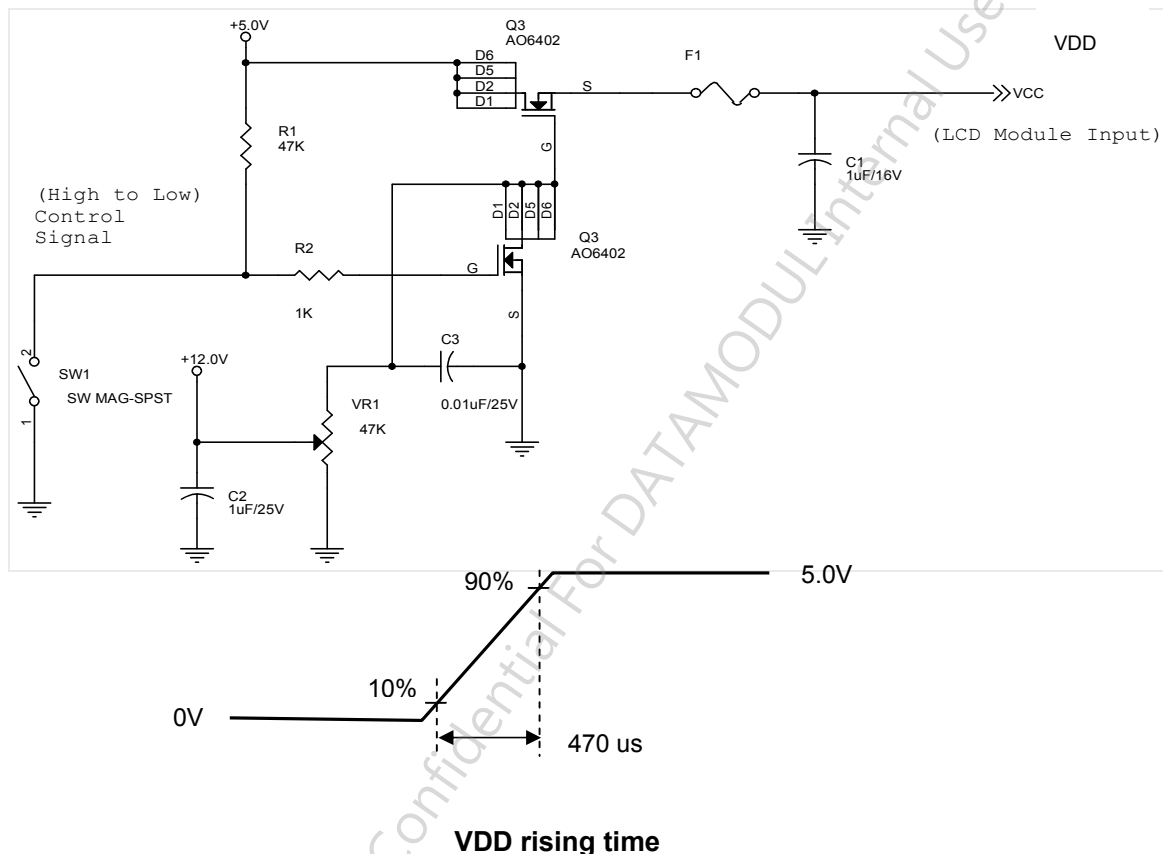 +5.0V
Q3
AO6402
F1
VDD
D6
D5
D2
D1
S
VCC
(LCD Module Input)
R1
47K
G
C1
1uF/16V
(High to Low)
Control
Signal
D1
D2
D5
D6
Q3
AO6402
R2
1K
G
S
C3
0.01uF/25V
+12.0V
2
SW1
SW MAG-SPST
1
VR1
47K
C2
1uF/25V
90%
5.0V
10%
0V
470 us
VDD rising time
Confidential For DATAMODUL Internal Use